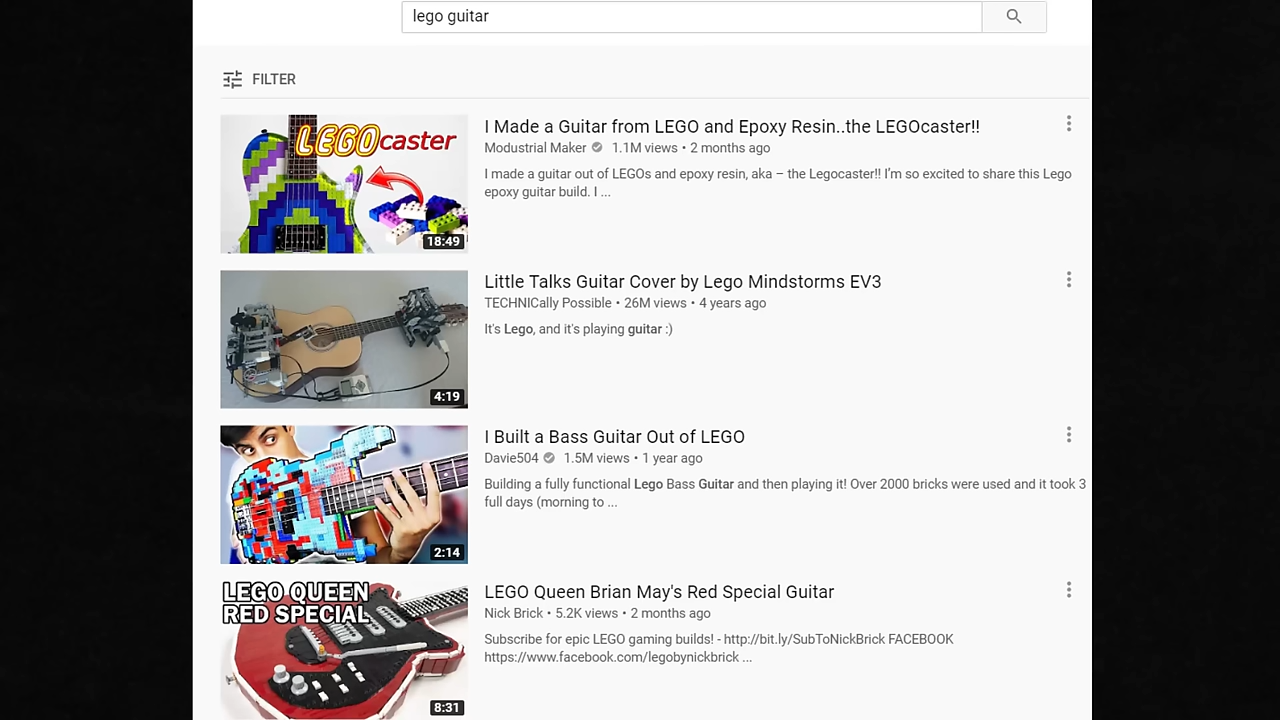 lego guitar
FILTER
LEGOcaster
18:49
I Made a Guitar from LEGO and Epoxy Resin..the LEGOcaster!!
Modustrial Maker 1.1M views • 2 months ago
I made a guitar out of LEGOs and epoxy resin, aka – the Legocaster!! I'm so excited to share this Lego
epoxy guitar build. I ...
4:19
Little Talks Guitar Cover by Lego Mindstorms EV3
TECHNICally Possible • 26M views • 4 years ago
It's Lego, and it's playing guitar :)
2:14
I Built a Bass Guitar Out of LEGO
Davie504 1.5M views • 1 year ago
Building a fully functional Lego Bass Guitar and then playing it! Over 2000 bricks were used and it took 3
full days (morning to ...
LEGO QUEEN
RED SPECIAL
8:31
LEGO Queen Brian May's Red Special Guitar
Nick Brick • 5.2K views • 2 months ago
Subscribe for epic LEGO gaming builds! - http://bit.ly/SubToNickBrick FACEBOOK
https://www.facebook.com/legobynickbrick ...